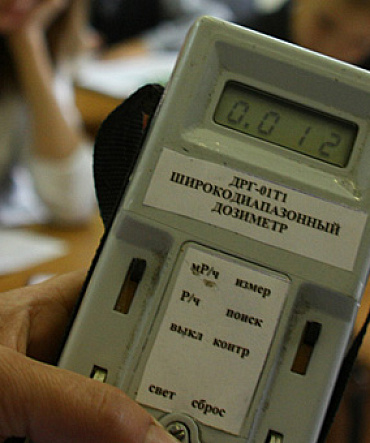 0.012
ДРГ-01Т1
ШИРОКОДИАПАЗОННЫЙ
ДОЗИМЕТР
мР/ч измер
Р/ч поиск
выкл контр
свет сброс